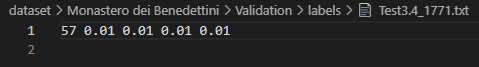 dataset > Monastero dei Benedettini > Validation > labels > Test3.4_1771.txt
1 57 0.01 0.01 0.01 0.01
2